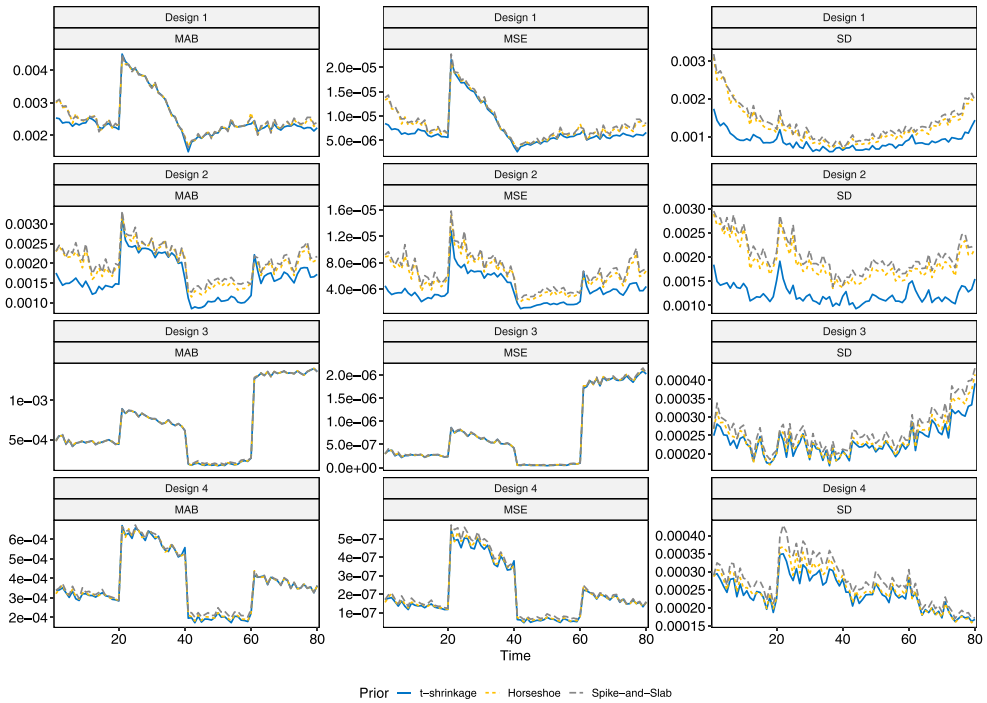 Design 1 Design 1 Design 1
MAB MSE SD
0.004 0.003 0.002
2.0e−05 1.5e−05 1.0e−05 5.0e−06
0.003 0.002 0.001
Design 2 Design 2 Design 2
MAB MSE SD
0.0030 0.0025 0.0020 0.0015 0.0010
1.6e−05 1.2e−05 8.0e−06 4.0e−06
0.0030 0.0025 0.0020 0.0015 0.0010
Design 3 Design 3 Design 3
MAB MSE SD
1e−03 5e−04
2.0e−06 1.5e−06 1.0e−06 5.0e−07 0.0e+00
0.00040 0.00035 0.00030 0.00025 0.00020
Design 4 Design 4 Design 4
MAB MSE SD
6e−04 5e−04 4e−04 3e−04 2e−04
5e−07 4e−07 3e−07 2e−07 1e−07
0.00040 0.00035 0.00030 0.00025 0.00020 0.00015
20 40 60 80 20 40 60 80 20 40 60 80
Time
Prior t−shrinkage Horseshoe Spike−and−Slab